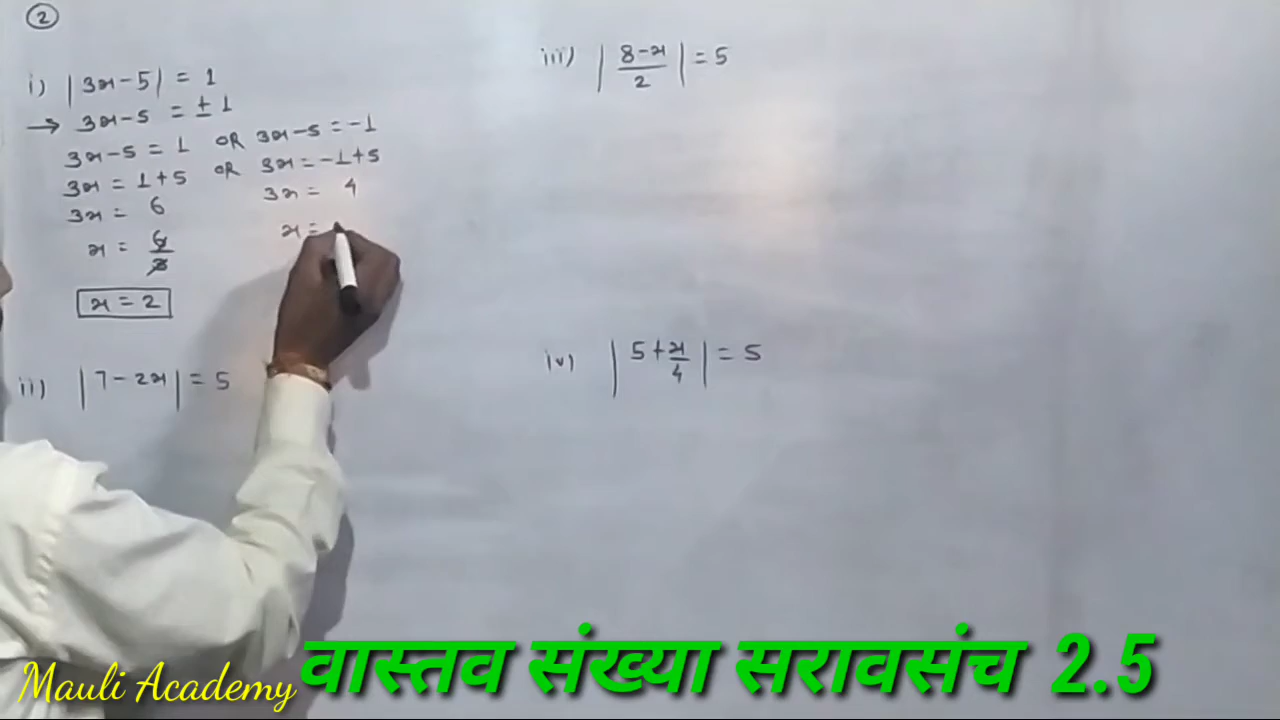 2
i) |3x-5| = 1
→ 3x-5 = ±1
3x-5 = 1 OR 3x-5 = -1
3x = 1+5 OR 3x = -1+5
3x = 6 3x = 4
x = 6/3 x =
x = 2
ii) |7-2x| = 5
iii) |8-x/2| = 5
iv) |5+x/4| = 5
Mauli Academy
वास्तव संख्या सरावसंच 2.5